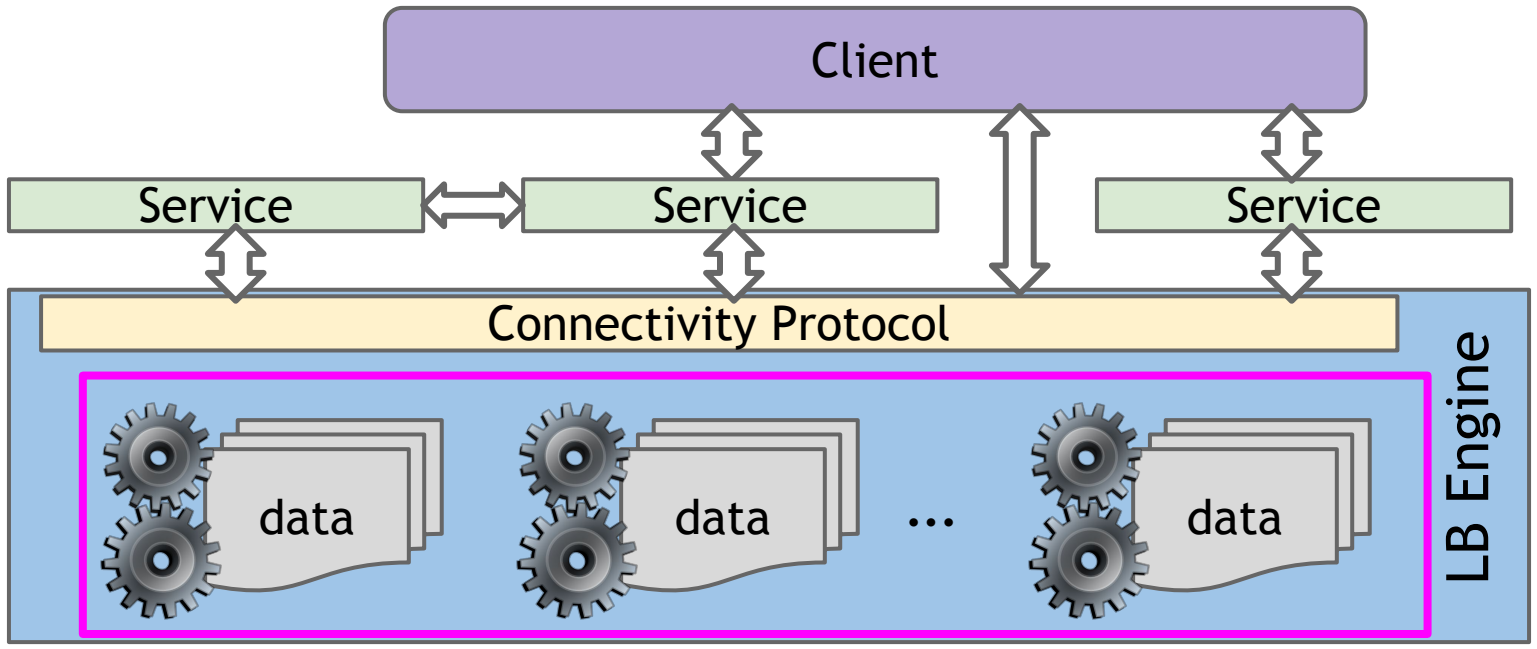 Client
Service
Service
Service
Connectivity Protocol
data
data
...
data
LB Engine